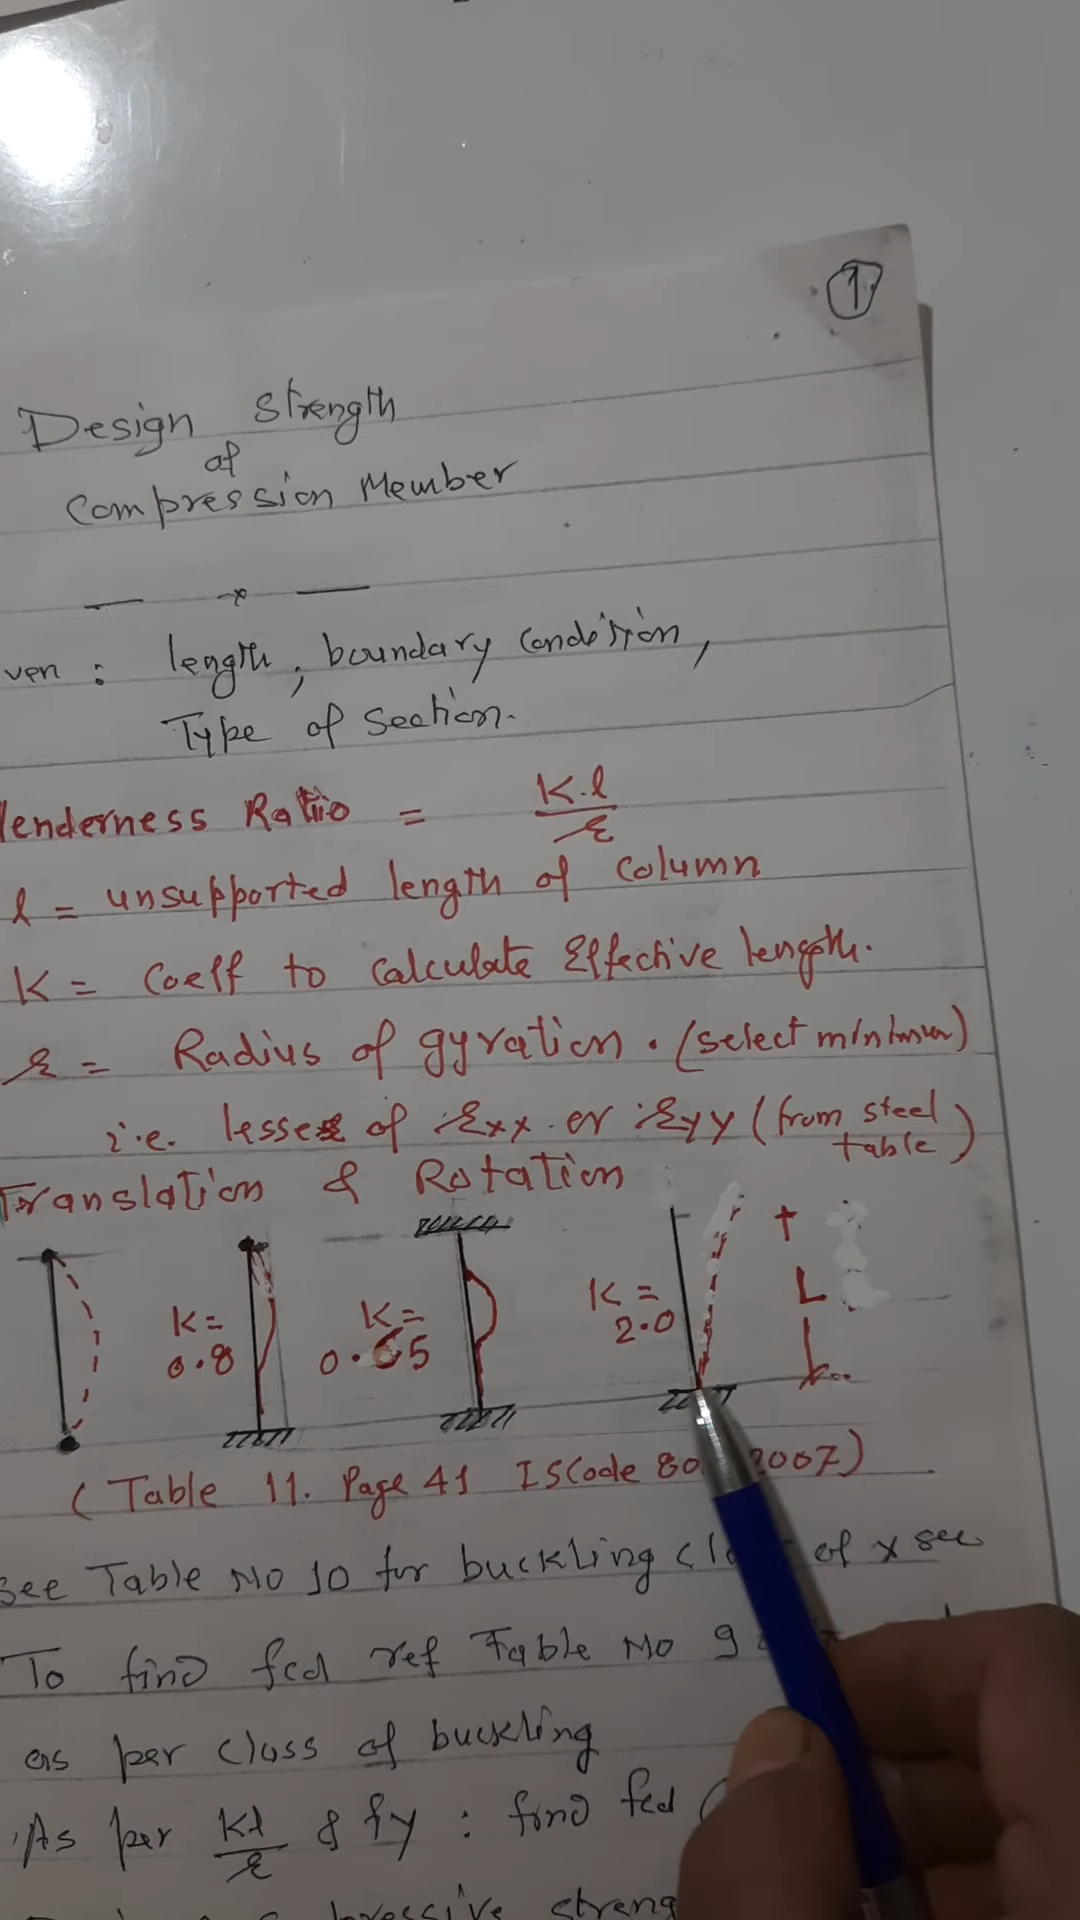 1
Design Strength
of
Compression Member
ven : length, boundary Condition,
Type of Section.
lenderness Ratio = K.l / r
l = unsupported length of column
K = Coeff to calculate Effective length.
r = Radius of gyration. (select minimum)
i.e. lesser of rxx or ryy (from steel table)
Translation & Rotation
K = 0.8
K = 0.65
K = 2.0
(Table 11. Page 41 IS Code 80 2007)
See Table No 10 for buckling of x sec
To find fcd ref Table No 9
as per class of buckling
As per Kl / r & fy : find fcd (